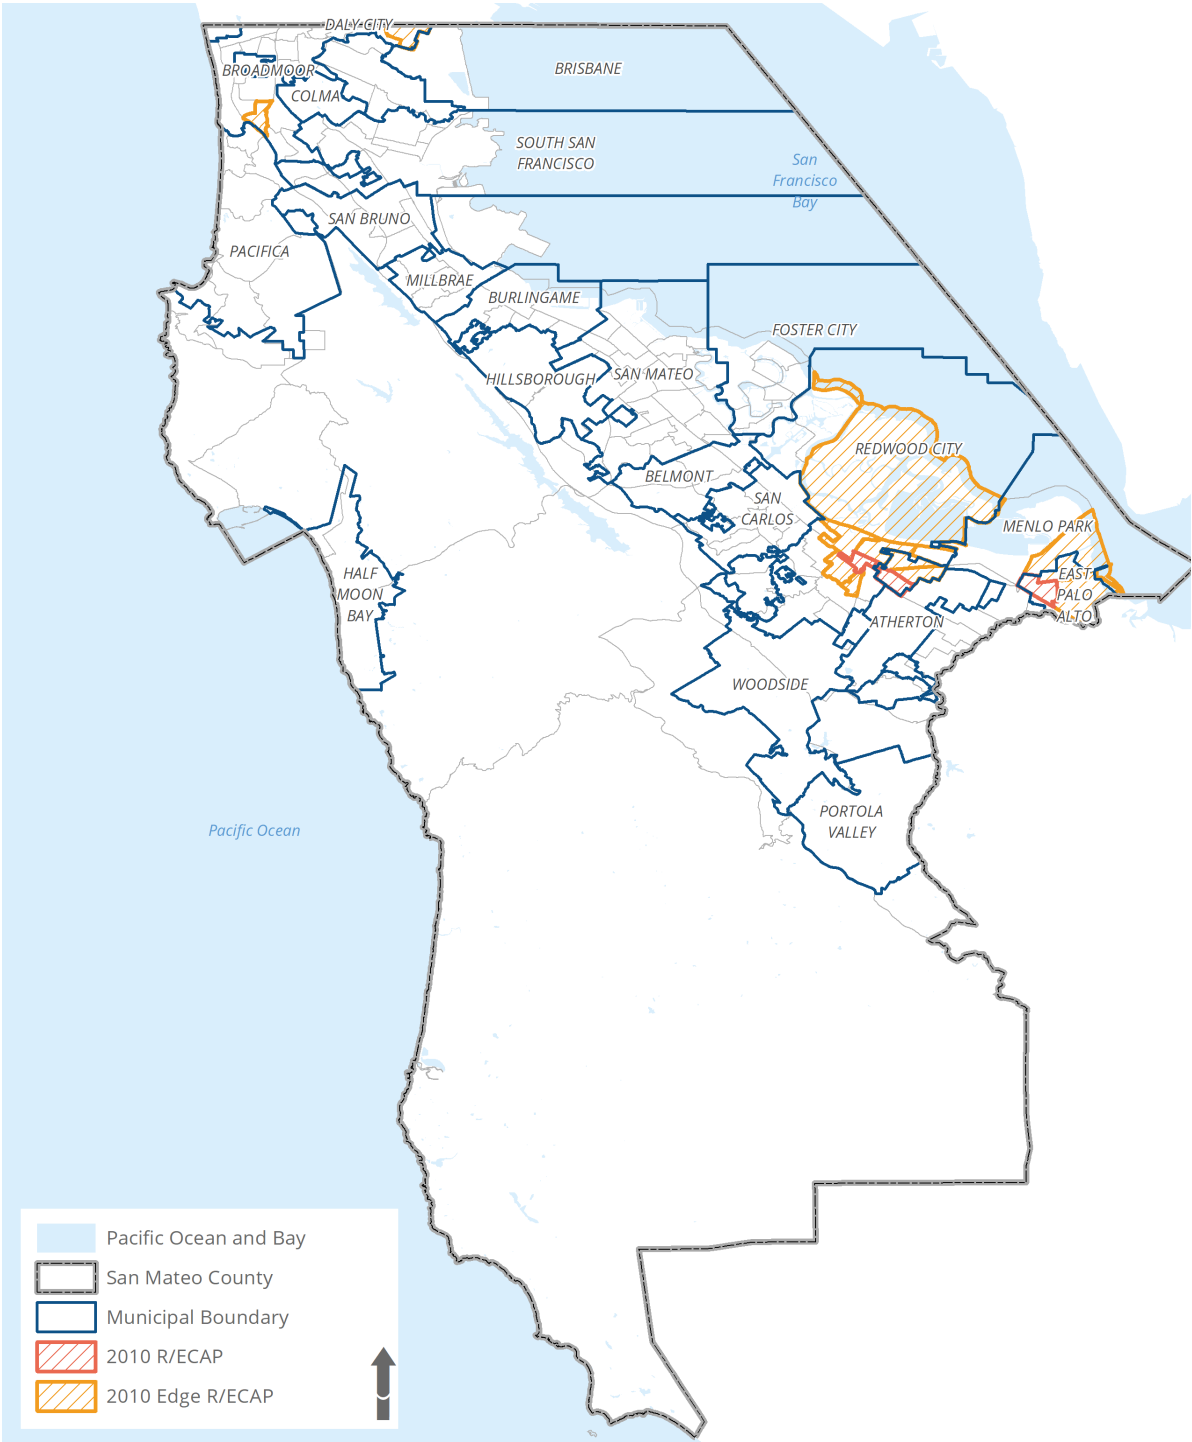 DALY CITY
BROADMOOR
COLMA
BRISBANE
SOUTH SAN
FRANCISCO
San
Francisco
Bay
SAN BRUNO
PACIFICA
MILLBRAE
BURLINGAME
FOSTER CITY
HILLSBOROUGH
SAN MATEO
REDWOOD CITY
BELMONT
SAN
CARLOS
MENLO PARK
HALF
MOON
BAY
EAST
PALO
ALTO
ATHERTON
WOODSIDE
PORTOLA
VALLEY
Pacific Ocean
Pacific Ocean and Bay
San Mateo County
Municipal Boundary
2010 R/ECAP
2010 Edge R/ECAP